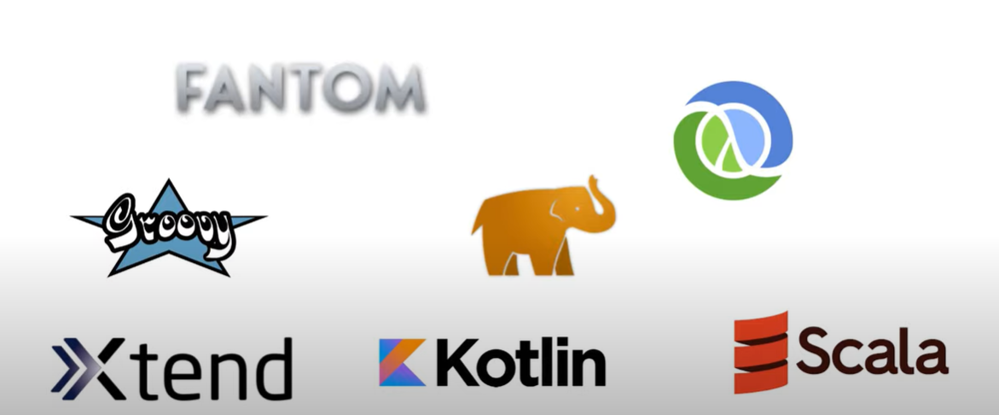 FANTOM
Groovy
Xtend
Kotlin
Scala